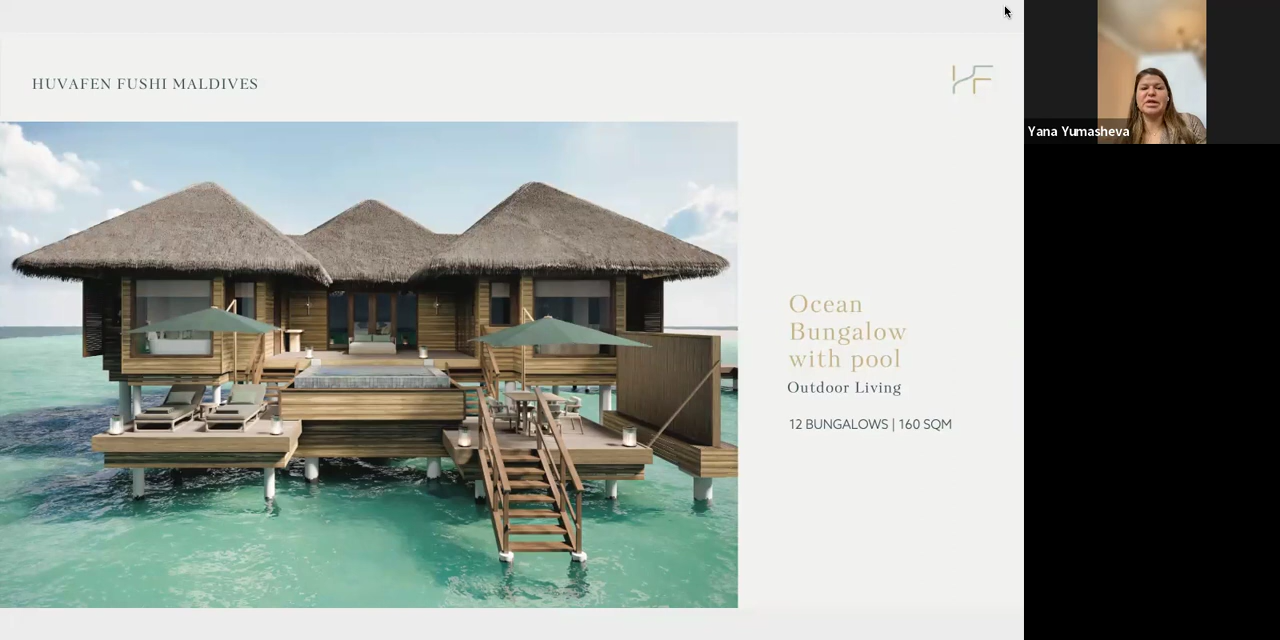 HUVAFEN FUSHI MALDIVES
HF
Yana Yumasheva
Ocean
Bungalow
with pool
Outdoor Living
12 BUNGALOWS | 160 SQM